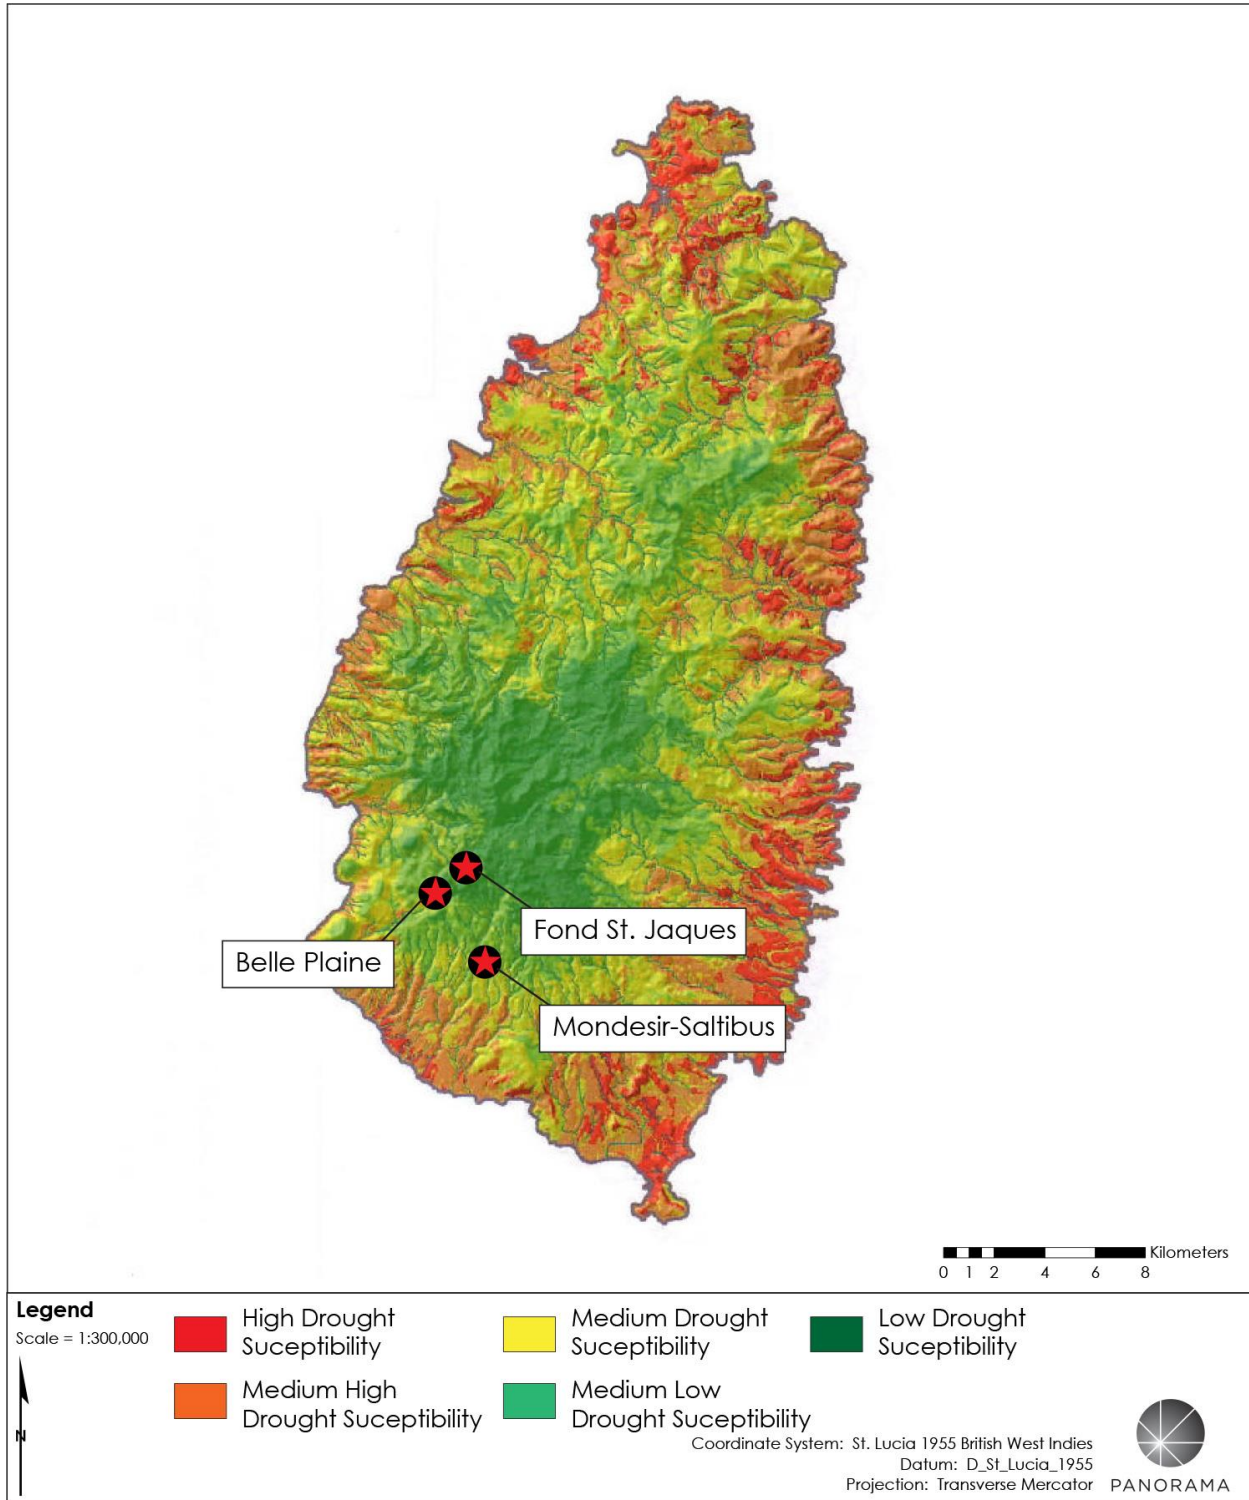 Fond St. Jaques
Belle Plaine
Mondesir-Saltibus
Kilometers
0 1 2 4 6 8
Legend
Scale = 1:300,000
N
High Drought
Suceptibility
Medium High
Drought Suceptibility
Medium Drought
Suceptibility
Medium Low
Drought Suceptibility
Low Drought
Suceptibility
Coordinate System: St. Lucia 1955 British West Indies
Datum: D_St_Lucia_1955
Projection: Transverse Mercator
PANORAMA